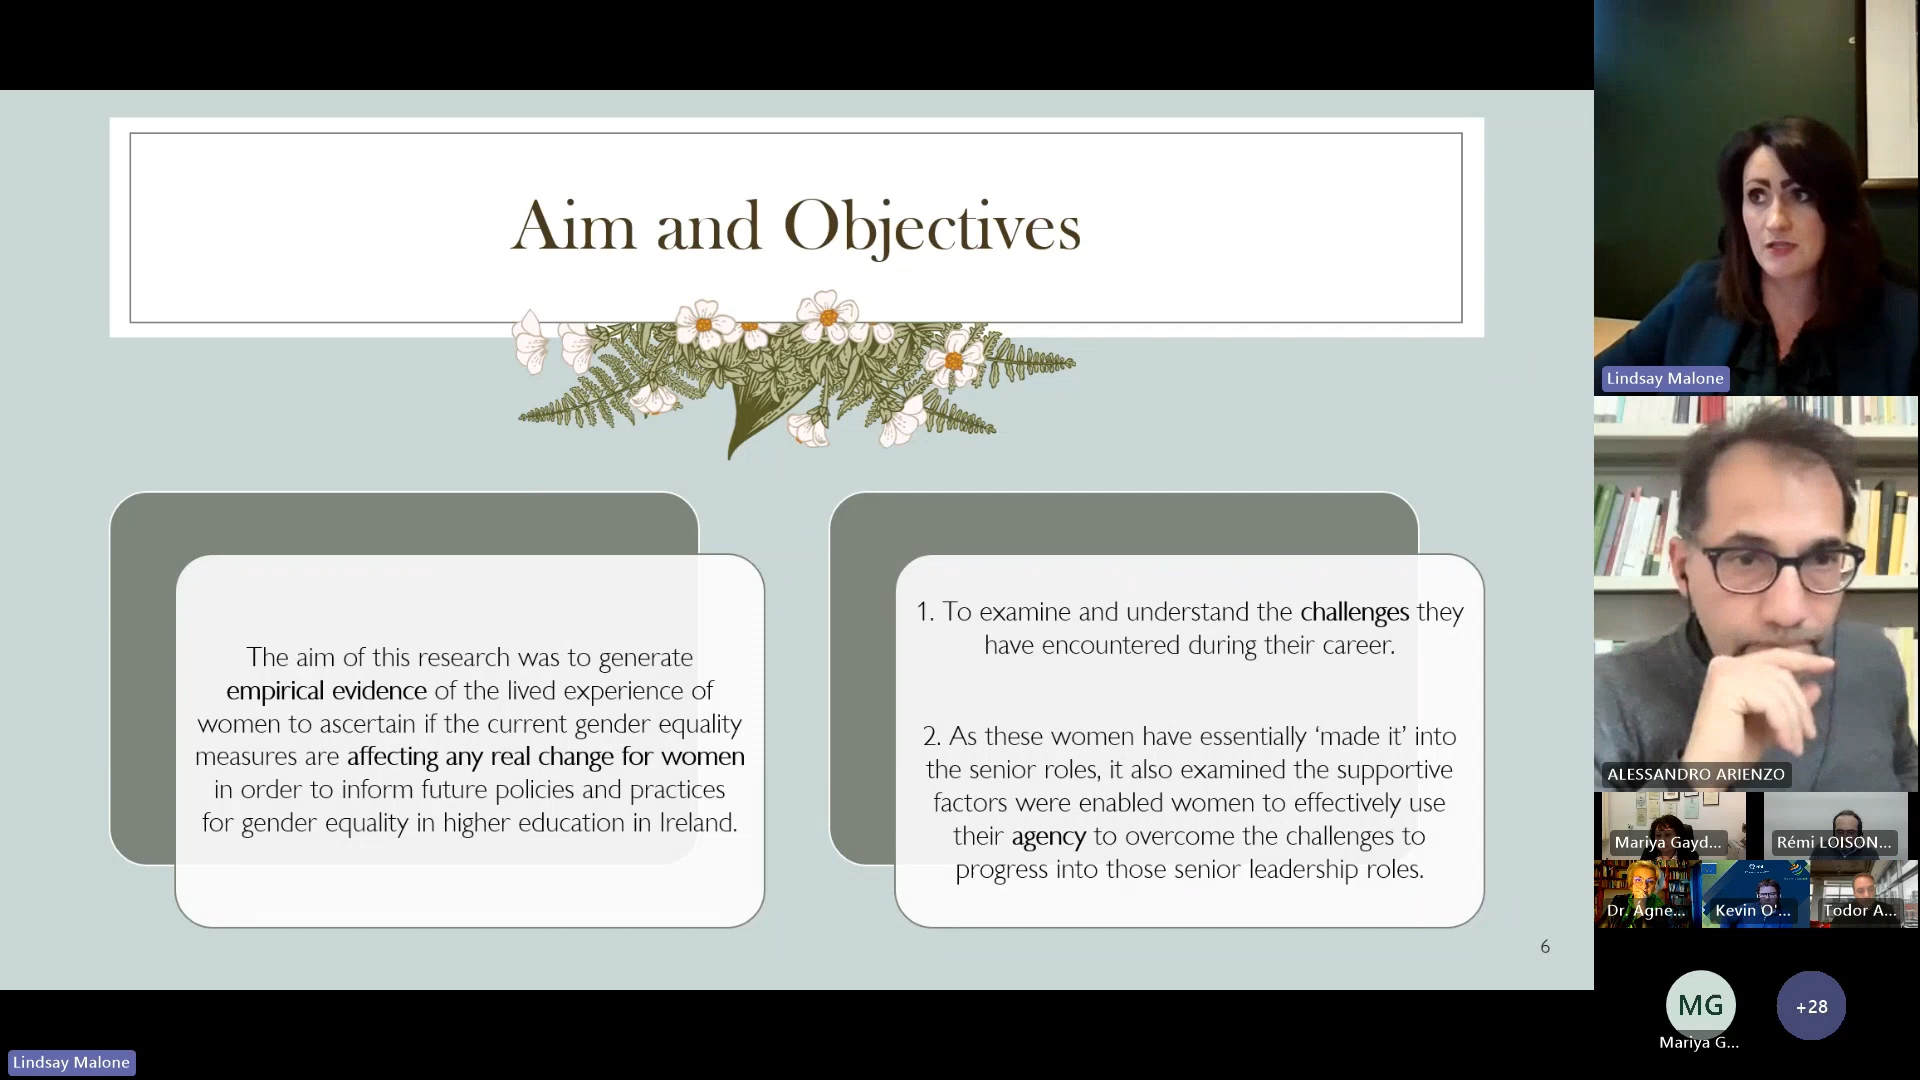 Aim and Objectives
The aim of this research was to generate
empirical evidence of the lived experience of
women to ascertain if the current gender equality
measures are affecting any real change for women
in order to inform future policies and practices
for gender equality in higher education in Ireland.
1. To examine and understand the challenges they
have encountered during their career.
2. As these women have essentially ‘made it’ into
the senior roles, it also examined the supportive
factors were enabled women to effectively use
their agency to overcome the challenges to
progress into those senior leadership roles.
6
Lindsay Malone
ALESSANDRO ARIENZO
Mariya Gayd...
Rémi LOISON...
Dr. Ágne...
Kevin O'...
Todor A...
MG
+28
Mariya G...
Lindsay Malone